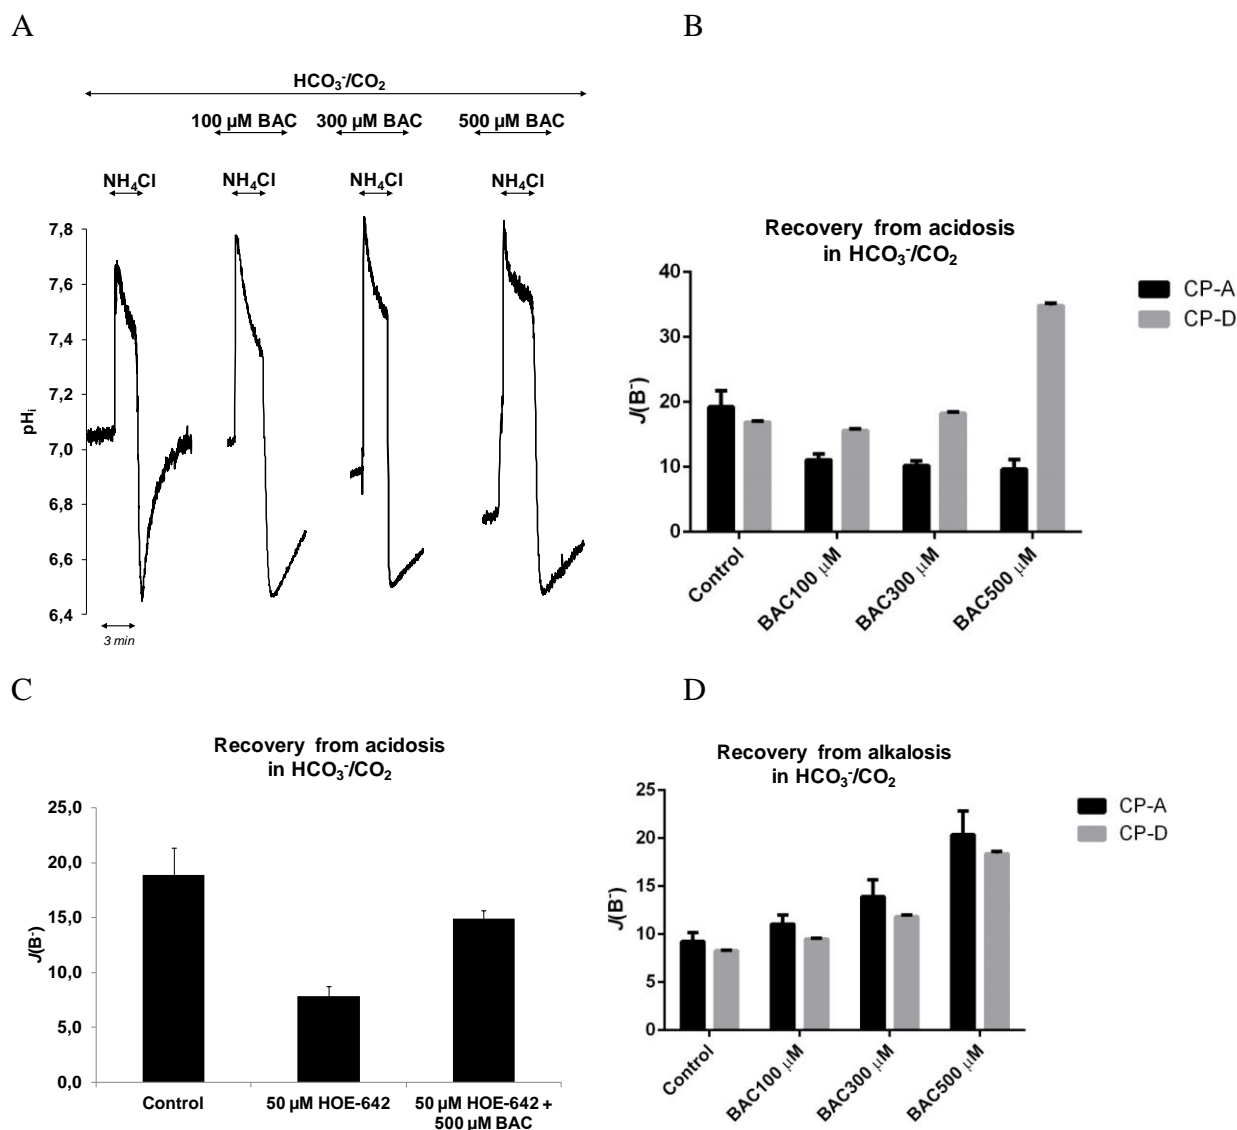 A
HCO₃⁻/CO₂
100 µM BAC 300 µM BAC 500 µM BAC
NH₄Cl NH₄Cl NH₄Cl NH₄Cl
7,8
7,6
7,4
7,2
7,0
6,8
6,6
6,4
pHᵢ
3 min
B
Recovery from acidosis
in HCO₃⁻/CO₂
40
30
20
10
0
J(B⁻)
CP-A
CP-D
Control
BAC100 µM
BAC300 µM
BAC500 µM
C
Recovery from acidosis
in HCO₃⁻/CO₂
25,0
20,0
15,0
10,0
5,0
0,0
J(B⁻)
Control
50 µM HOE-642
50 µM HOE-642 +
500 µM BAC
D
Recovery from alkalosis
in HCO₃⁻/CO₂
25
20
15
10
5
0
J(B⁻)
CP-A
CP-D
Control
BAC100 µM
BAC300 µM
BAC500 µM